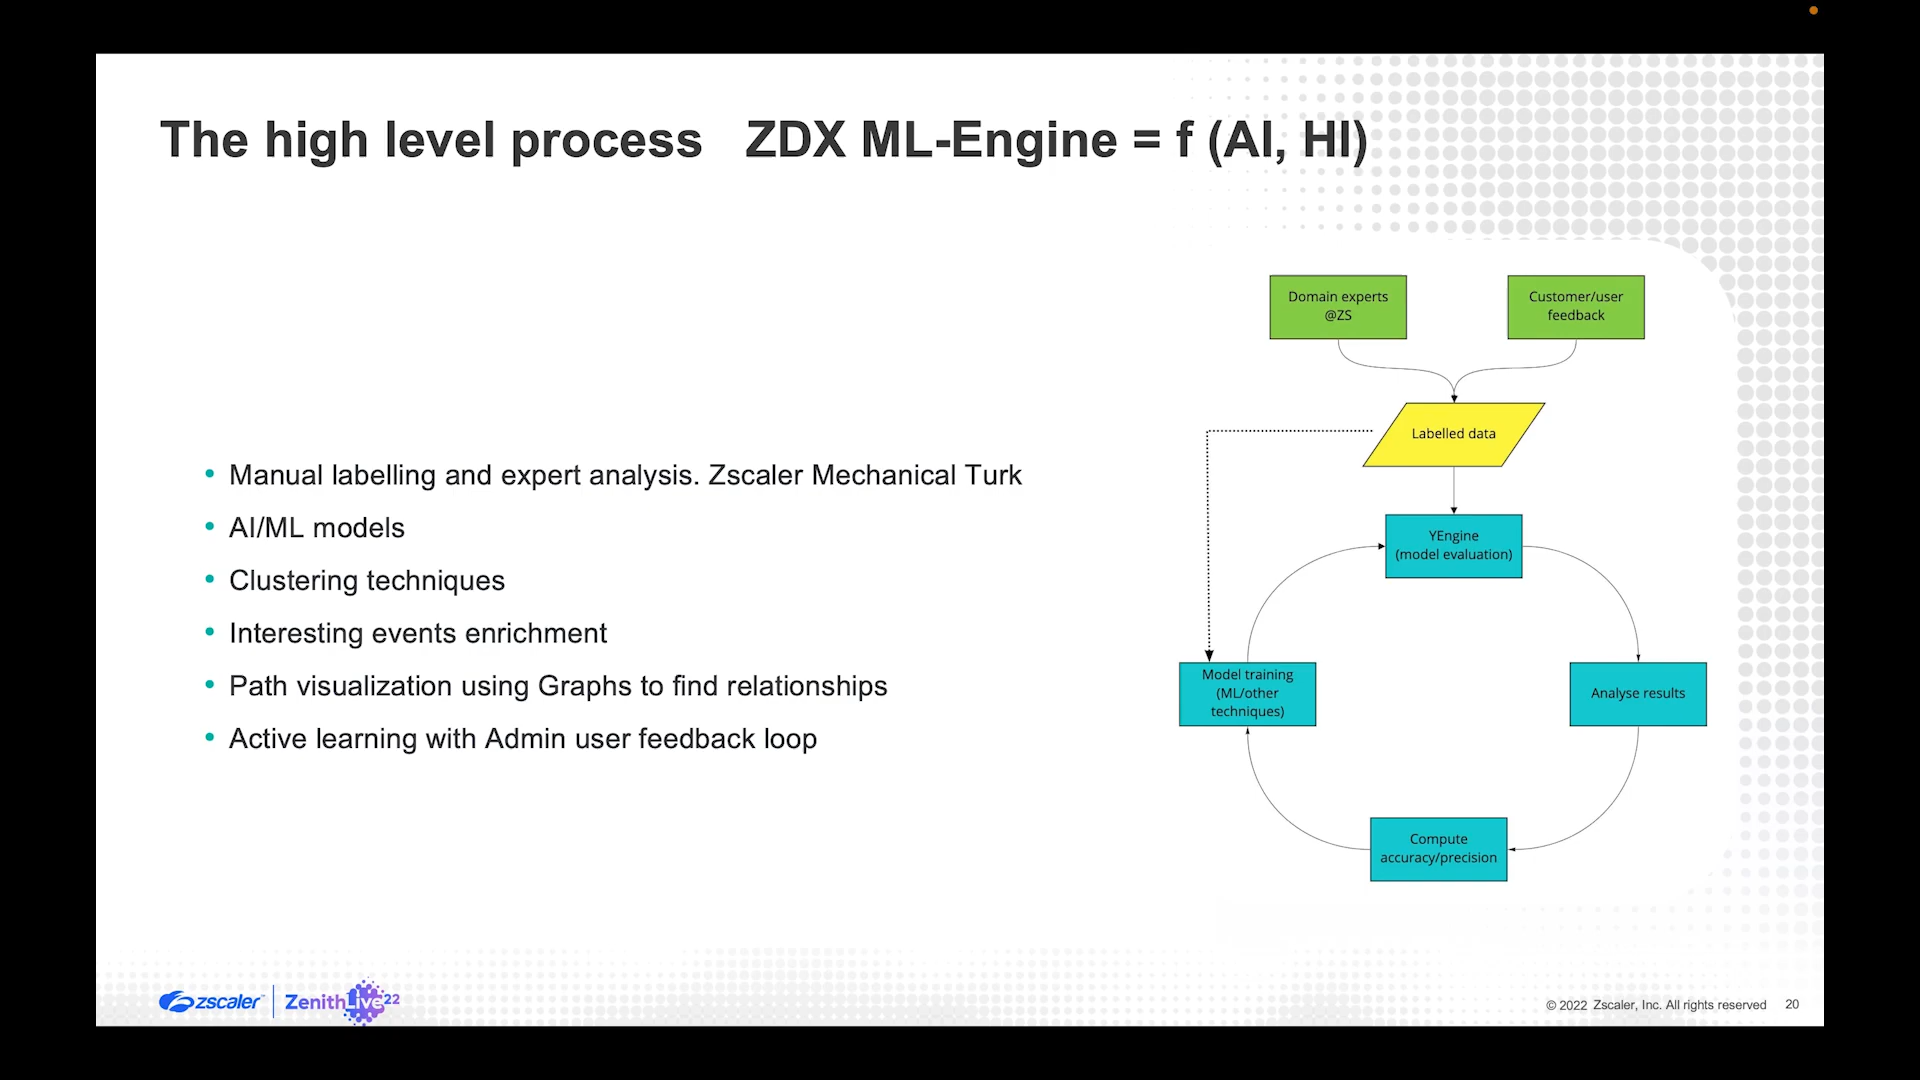 The high level process ZDX ML-Engine = f (AI, HI)
• Manual labelling and expert analysis. Zscaler Mechanical Turk
• AI/ML models
• Clustering techniques
• Interesting events enrichment
• Path visualization using Graphs to find relationships
• Active learning with Admin user feedback loop
Domain experts
@ZS
Customer/user
feedback
Labelled data
YEngine
(model evaluation)
Model training
(ML/other
techniques)
Analyse results
Compute
accuracy/precision
zscaler™ ZenithLive22
© 2022 Zscaler, Inc. All rights reserved 20